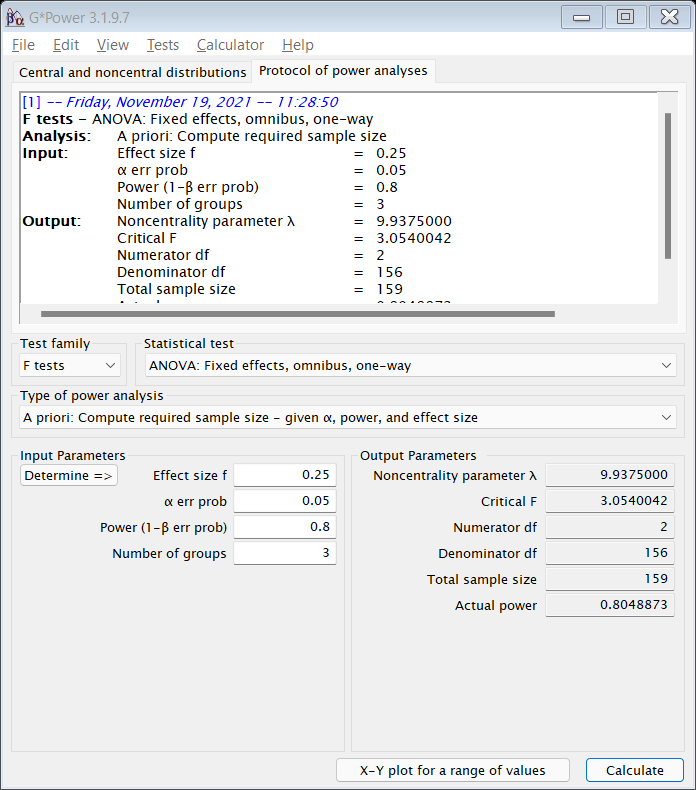 G*Power 3.1.9.7
File Edit View Tests Calculator Help
Central and noncentral distributions Protocol of power analyses
[1] -- Friday, November 19, 2021 -- 11:28:50
F tests - ANOVA: Fixed effects, omnibus, one-way
Analysis: A priori: Compute required sample size
Input: Effect size f = 0.25
α err prob = 0.05
Power (1-β err prob) = 0.8
Number of groups = 3
Output: Noncentrality parameter λ = 9.9375000
Critical F = 3.0540042
Numerator df = 2
Denominator df = 156
Total sample size = 159
Test family Statistical test
F tests ANOVA: Fixed effects, omnibus, one-way
Type of power analysis
A priori: Compute required sample size - given α, power, and effect size
Input Parameters Output Parameters
Determine => Effect size f 0.25 Noncentrality parameter λ 9.9375000
α err prob 0.05 Critical F 3.0540042
Power (1-β err prob) 0.8 Numerator df 2
Number of groups 3 Denominator df 156
Total sample size 159
Actual power 0.8048873
X-Y plot for a range of values Calculate